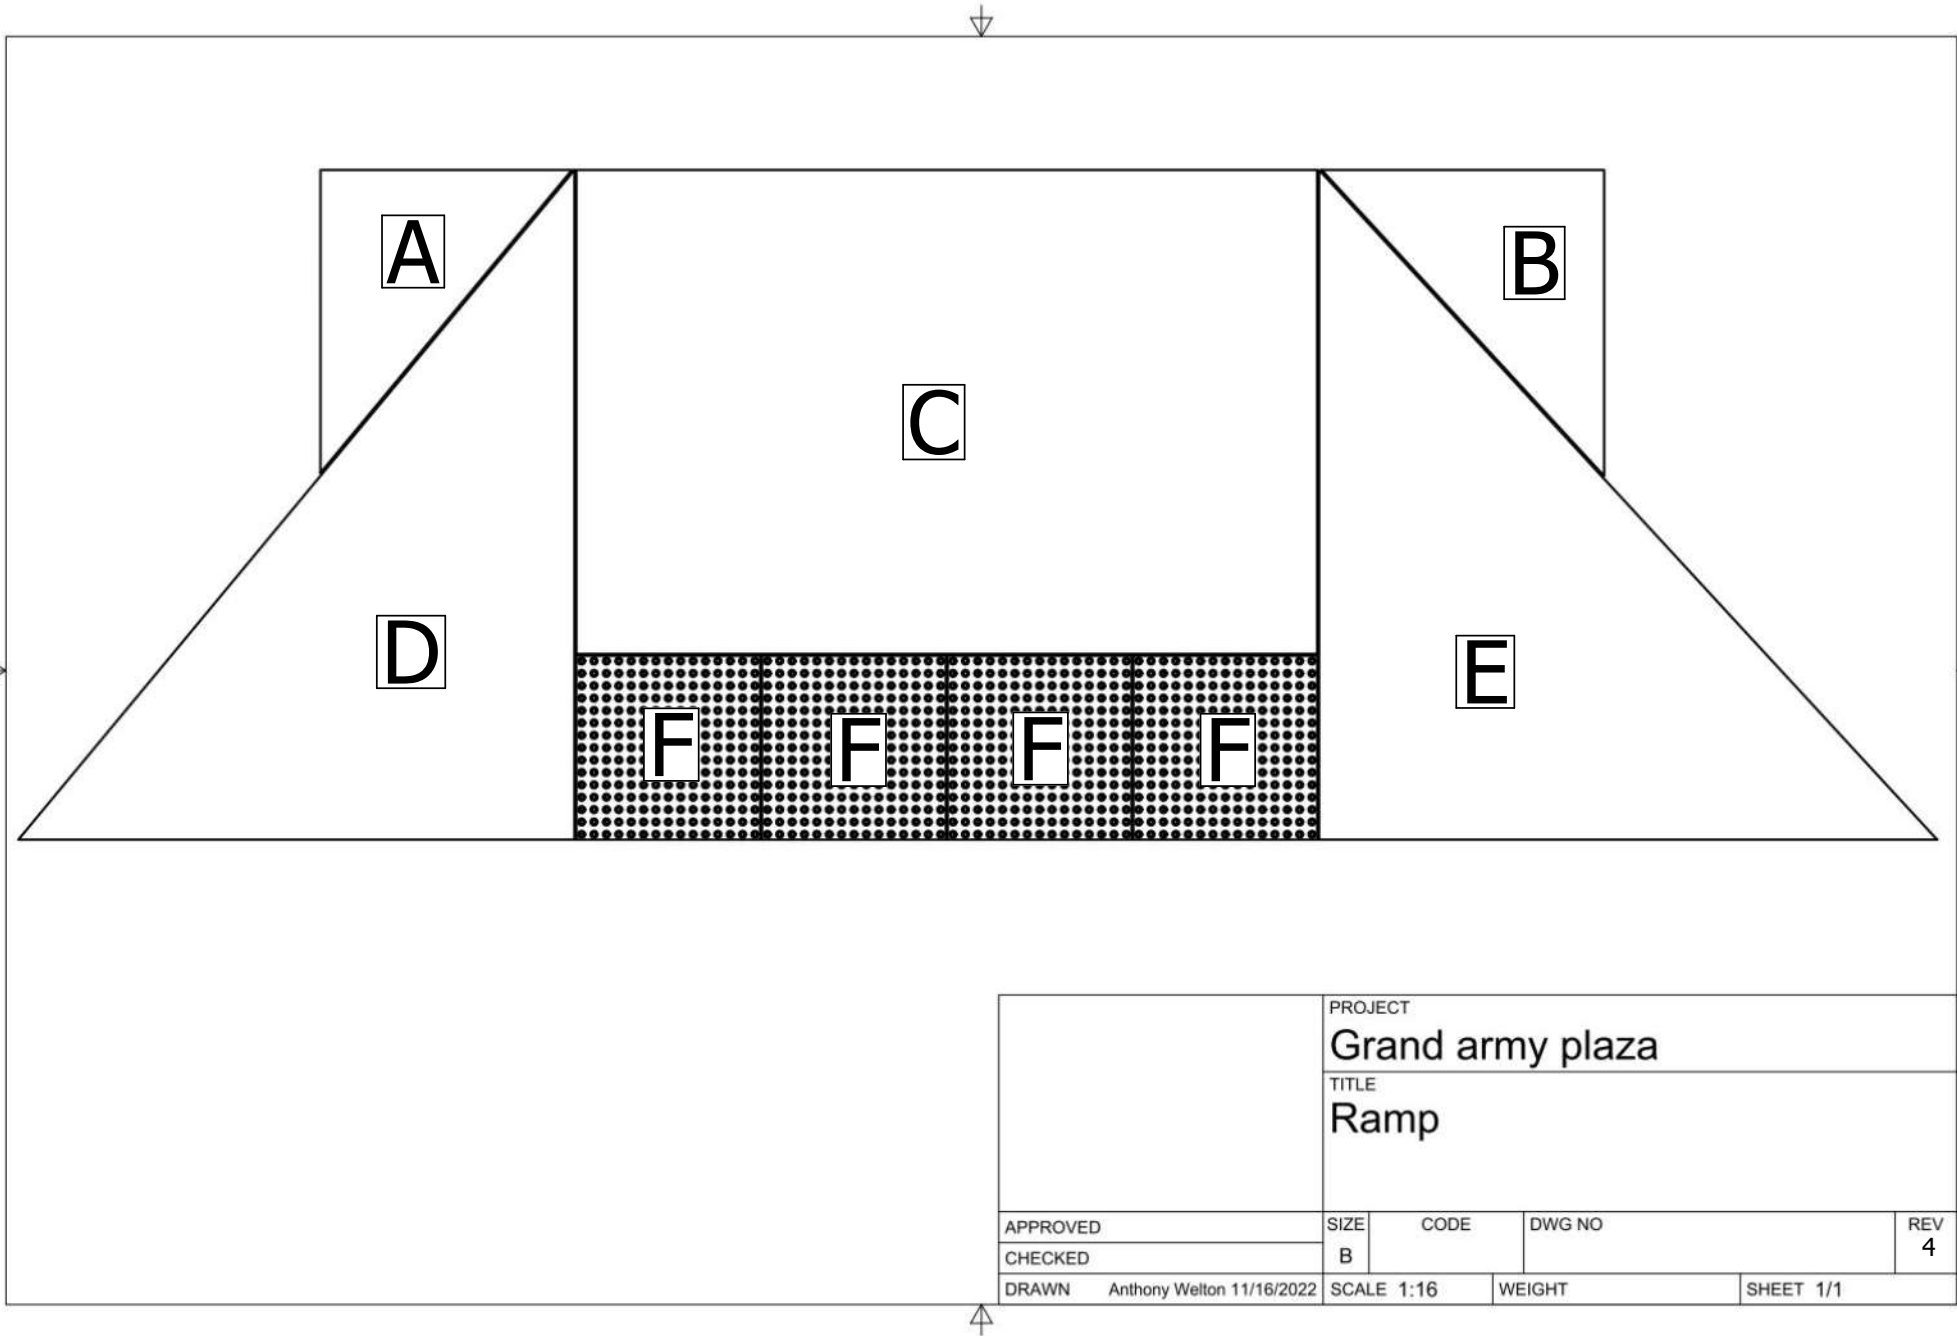 A
B
C
D
E
F F F F
PROJECT
Grand army plaza
TITLE
Ramp
APPROVED
CHECKED
DRAWN Anthony Welton 11/16/2022
SIZE CODE DWG NO REV
B 4
SCALE 1:16 WEIGHT SHEET 1/1